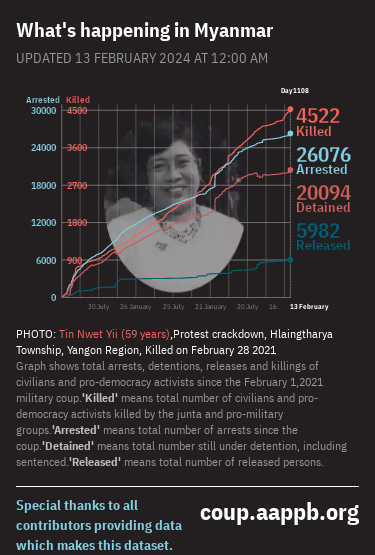 What's happening in Myanmar
UPDATED 13 FEBRUARY 2024 AT 12:00 AM
Day1108
Arrested Killed
30000 4500
24000 3600
18000 2700
12000 1800
6000 900
0
4522
Killed
26076
Arrested
20094
Detained
5982
Released
30 July 26 January 25 July 21 January 20 July 16. 13 February
PHOTO: Tin Nwet Yii (59 years),Protest crackdown, Hlaingtharya
Township, Yangon Region, Killed on February 28 2021
Graph shows total arrests, detentions, releases and killings of
civilians and pro-democracy activists since the February 1,2021
military coup.'Killed' means total number of civilians and pro-
democracy activists killed by the junta and pro-military
groups.'Arrested' means total number of arrests since the
coup.'Detained' means total number still under detention, including
sentenced.'Released' means total number of released persons.
Special thanks to all
contributors providing data
which makes this dataset.
coup.aappb.org